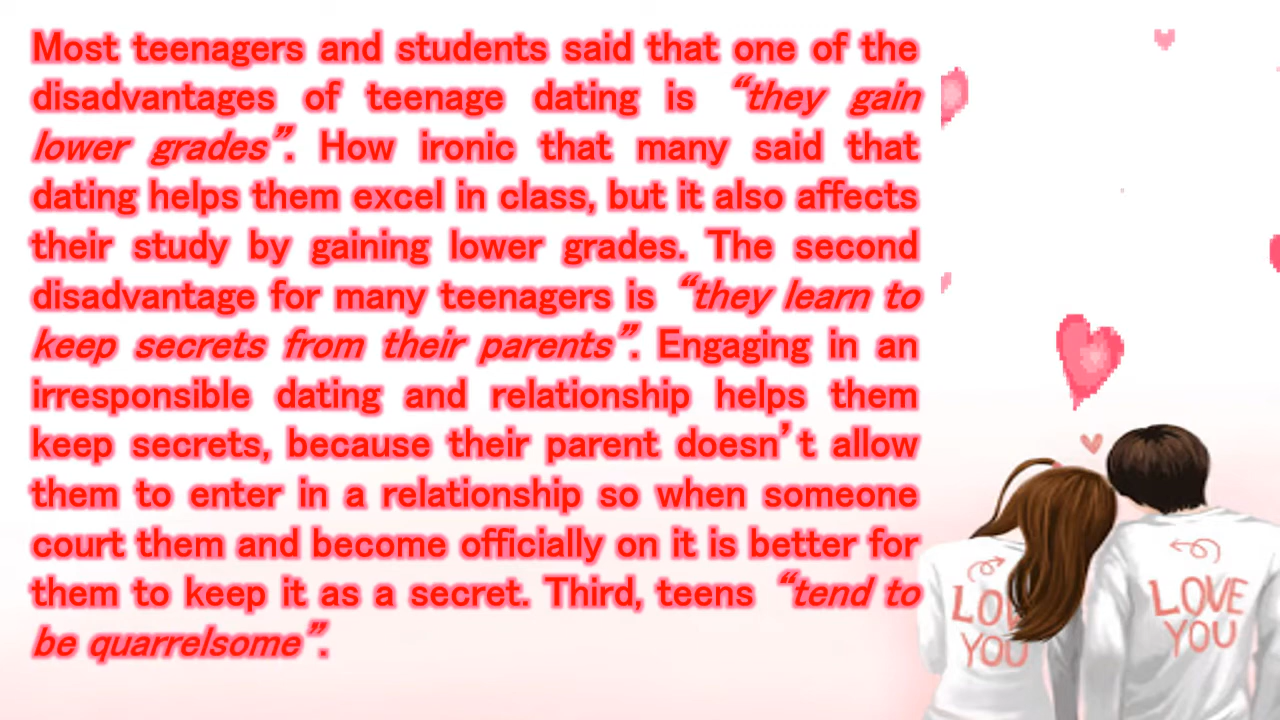 Most teenagers and students said that one of the
disadvantages of teenage dating is “they gain
lower grades”. How ironic that many said that
dating helps them excel in class, but it also affects
their study by gaining lower grades. The second
disadvantage for many teenagers is “they learn to
keep secrets from their parents”. Engaging in an
irresponsible dating and relationship helps them
keep secrets, because their parent doesn’t allow
them to enter in a relationship so when someone
court them and become officially on it is better for
them to keep it as a secret. Third, teens “tend to
be quarrelsome”.
LOVE
YOU
YOU